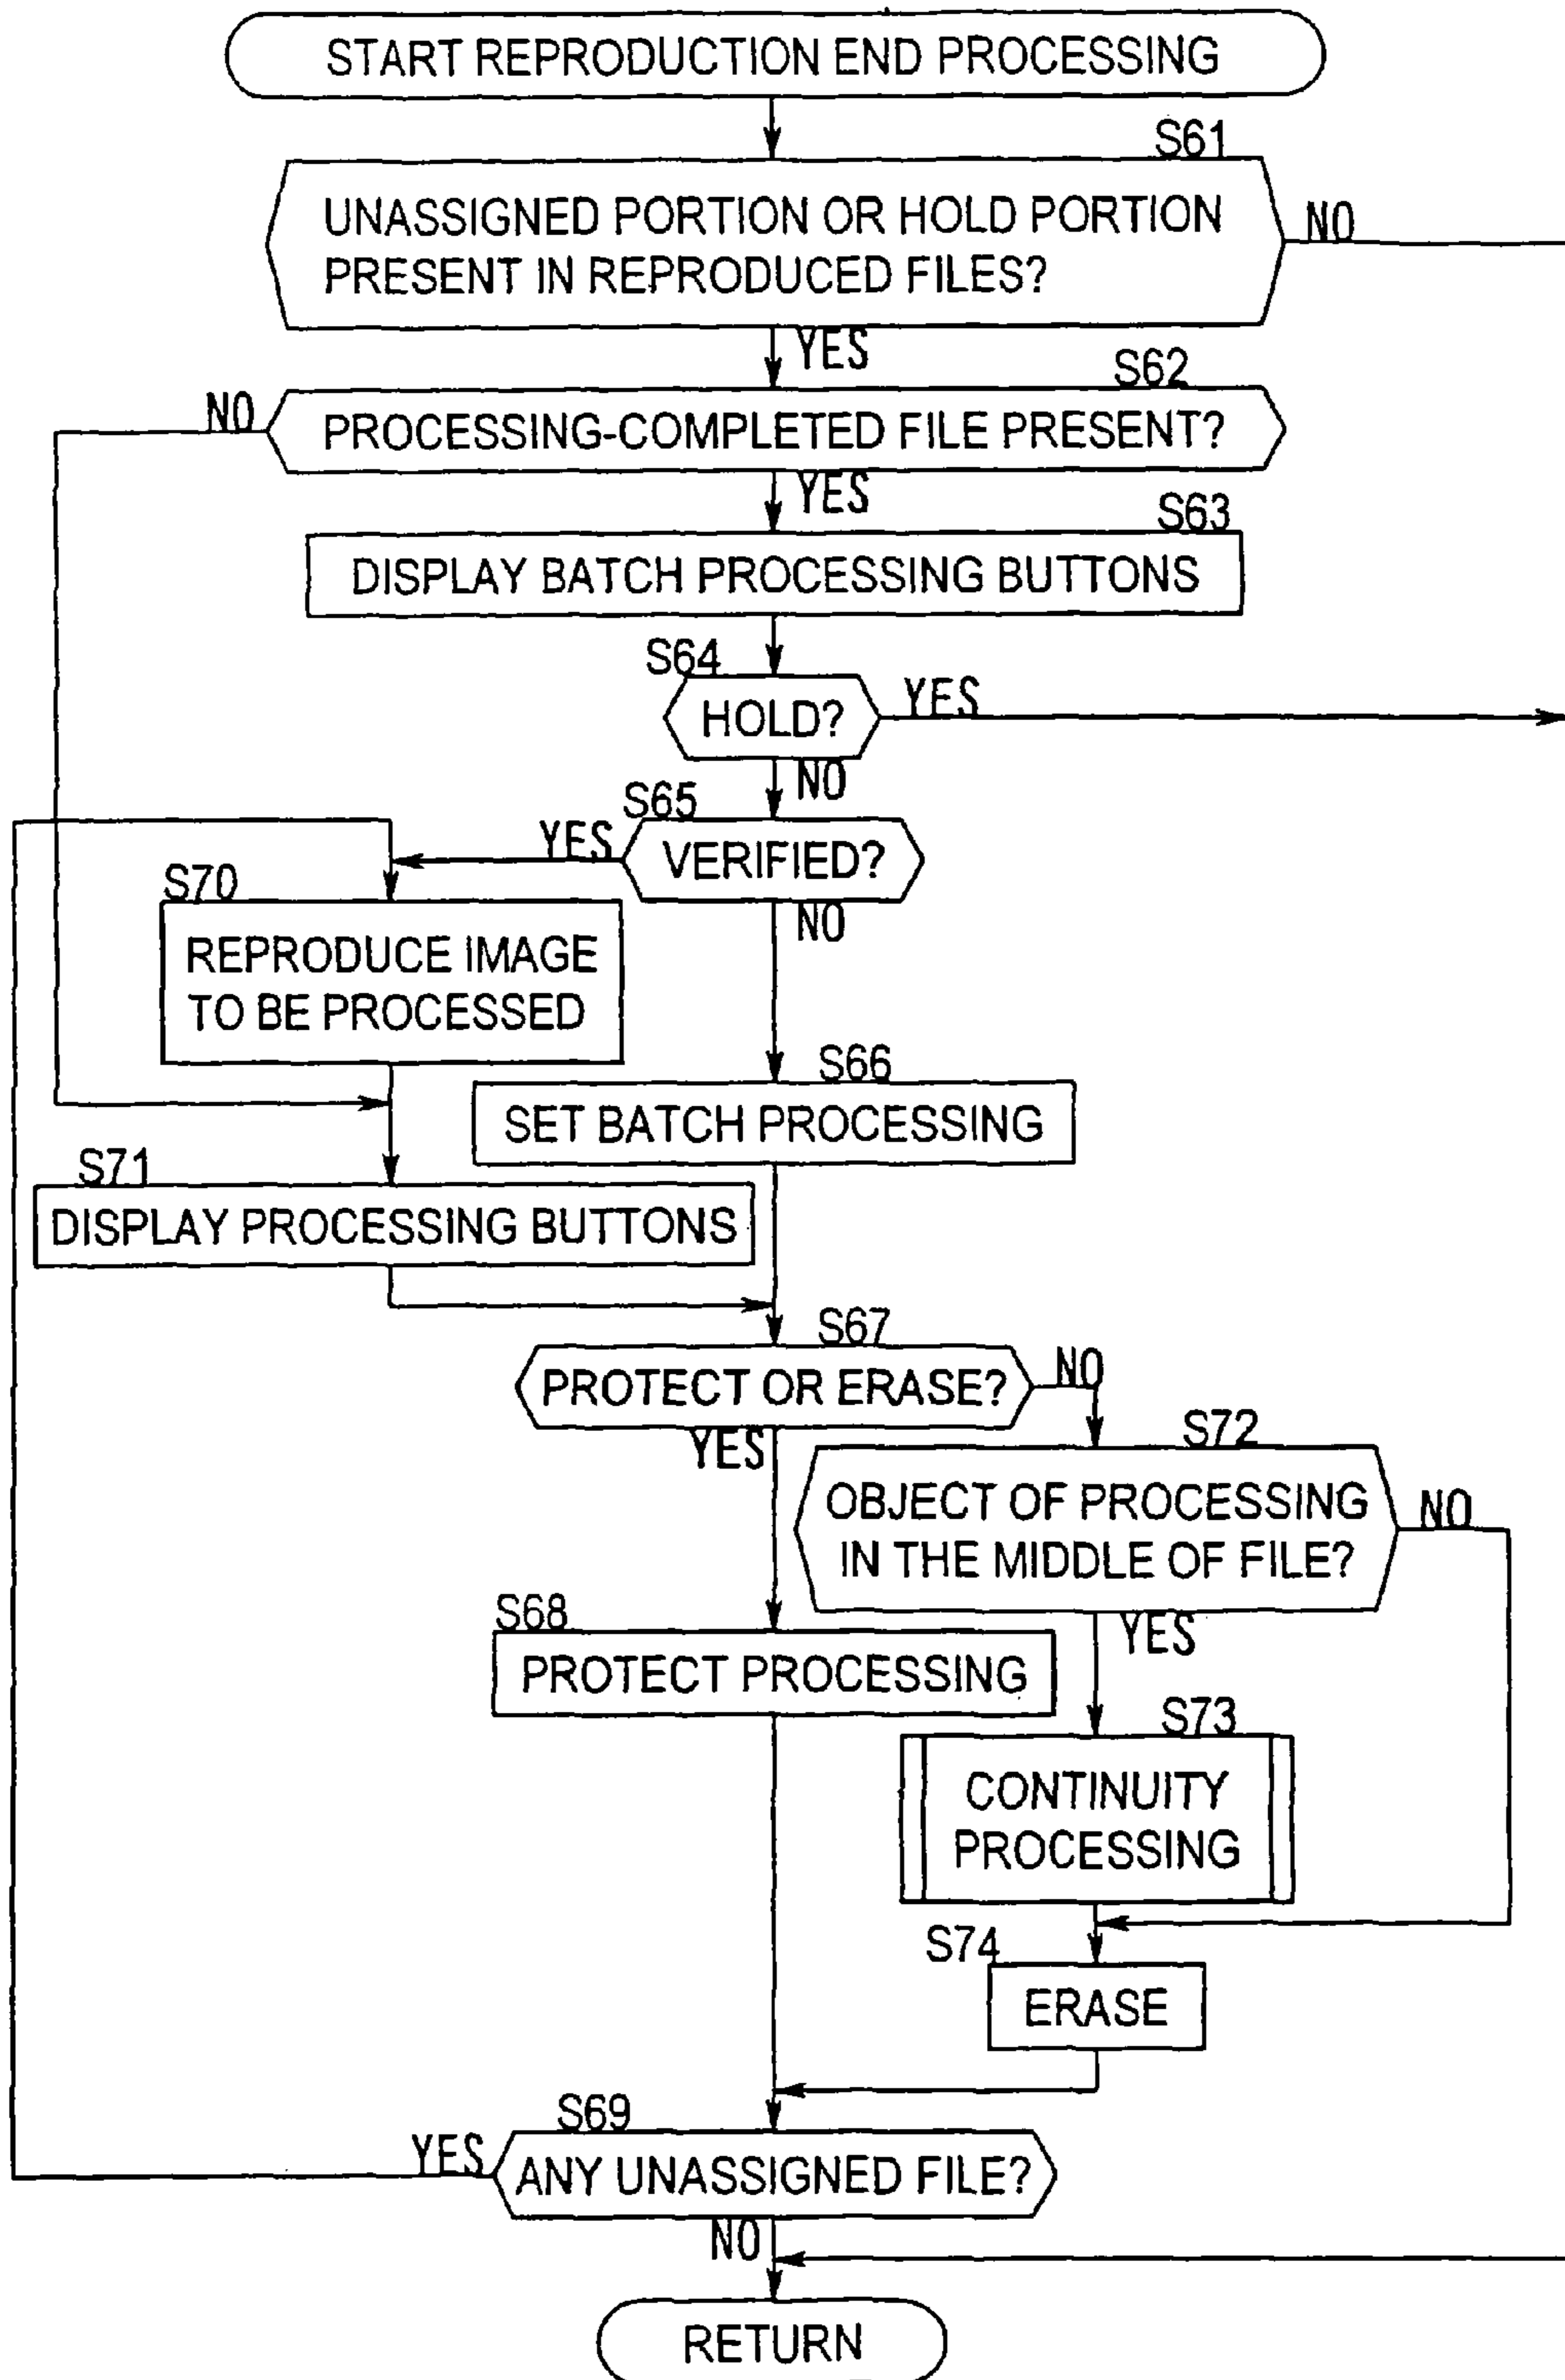 START REPRODUCTION END PROCESSING
S61
UNASSIGNED PORTION OR HOLD PORTION
PRESENT IN REPRODUCED FILES?
NO
YES
S62
NO
PROCESSING-COMPLETED FILE PRESENT?
YES
S63
DISPLAY BATCH PROCESSING BUTTONS
S64
HOLD?
YES
NO
S65
YES
VERIFIED?
NO
S70
REPRODUCE IMAGE
TO BE PROCESSED
S66
SET BATCH PROCESSING
S71
DISPLAY PROCESSING BUTTONS
S67
PROTECT OR ERASE?
NO
YES
S72
OBJECT OF PROCESSING
IN THE MIDDLE OF FILE?
NO
YES
S68
PROTECT PROCESSING
S73
CONTINUITY
PROCESSING
S74
ERASE
S69
YES
ANY UNASSIGNED FILE?
NO
RETURN